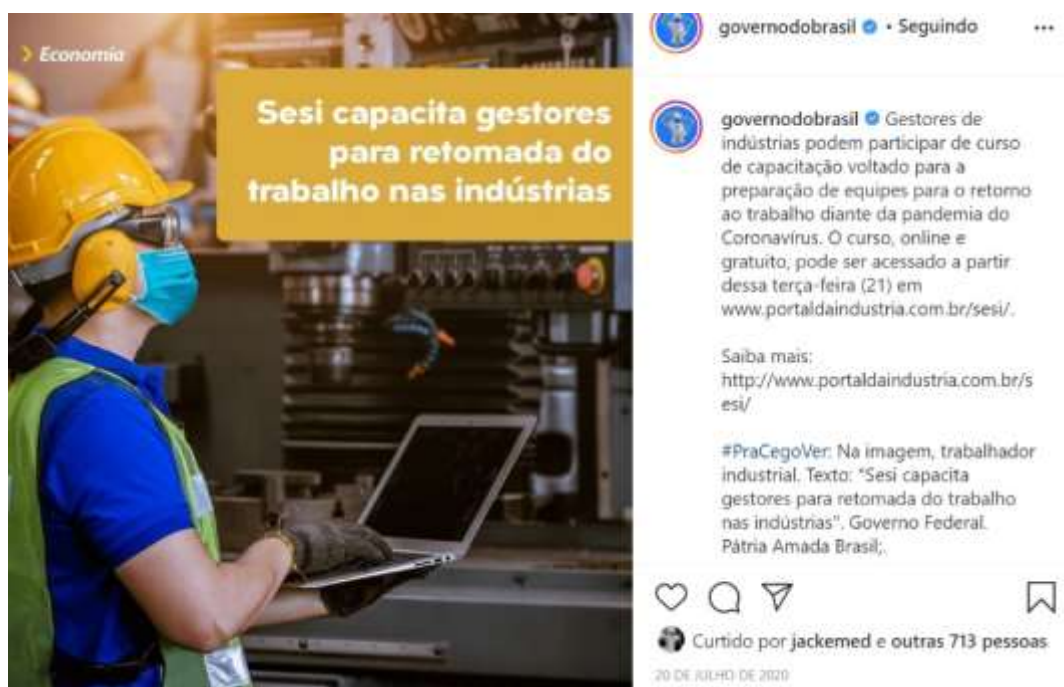 > Economia
Sesi capacita gestores
para retomada do
trabalho nas indústrias
governodobrasil • Seguindo
governodobrasil Gestores de
indústrias podem participar de curso
de capacitação voltado para a
preparação de equipes para o retorno
ao trabalho diante da pandemia do
Coronavírus. O curso, online e
gratuito, pode ser acessado a partir
dessa terça-feira (21) em
www.portaldaindustria.com.br/sesi/.
Saiba mais:
http://www.portaldaindustria.com.br/s
esi/
#PraCegoVer: Na imagem, trabalhador
industrial. Texto: "Sesi capacita
gestores para retomada do trabalho
nas indústrias". Governo Federal.
Pátria Amada Brasil;.
Curtido por jackemed e outras 713 pessoas
20 DE JULHO DE 2020